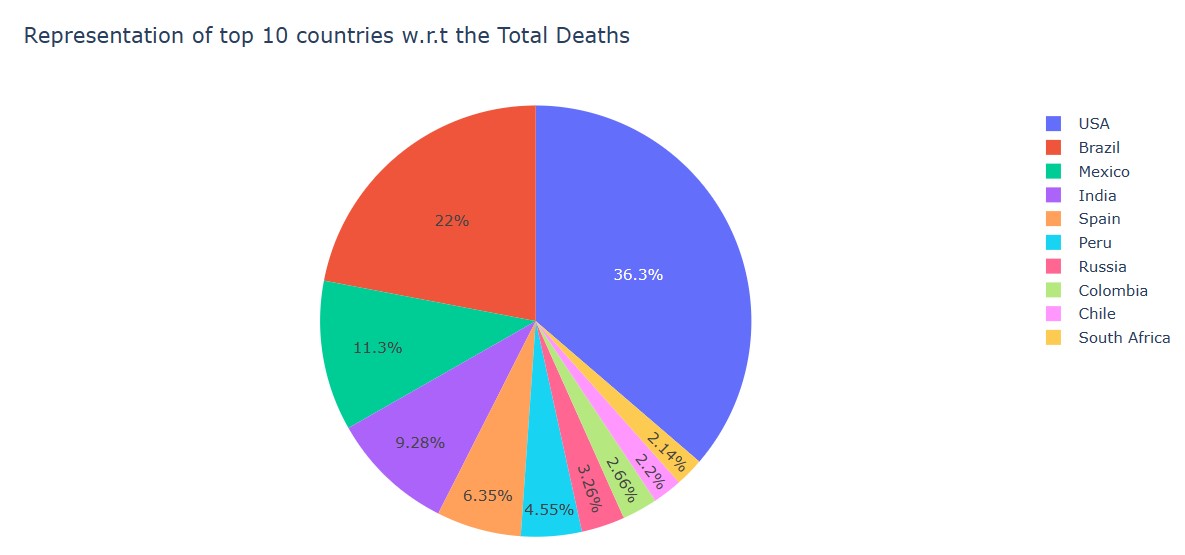 Representation of top 10 countries w.r.t the Total Deaths
USA
Brazil
Mexico
India
Spain
Peru
Russia
Colombia
Chile
South Africa
22%
36.3%
11.3%
9.28%
6.35%
4.55%
3.26%
2.66%
2.2%
2.14%